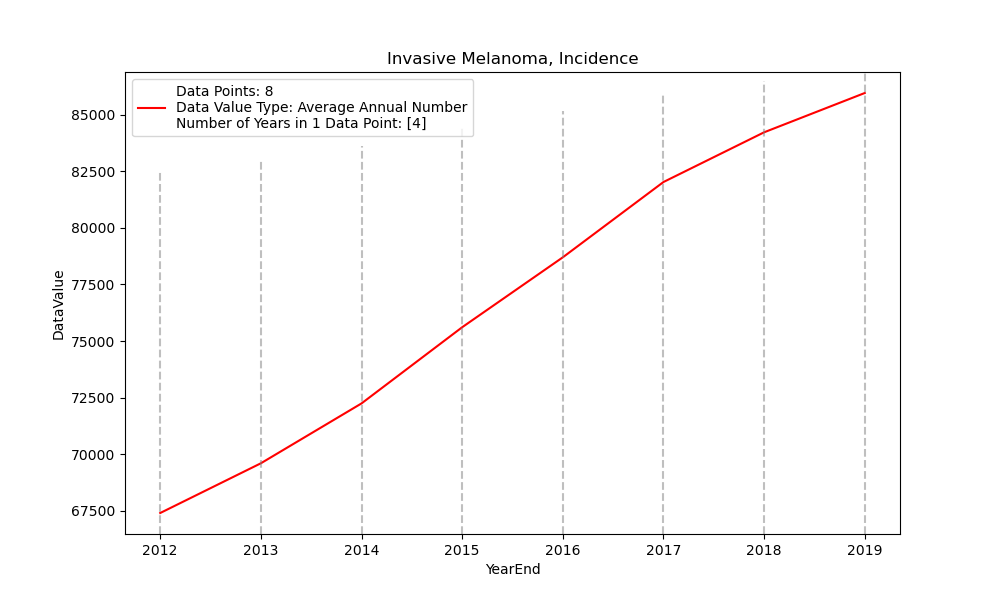 Invasive Melanoma, Incidence
Data Points: 8
Data Value Type: Average Annual Number
Number of Years in 1 Data Point: [4]
85000
82500
80000
77500
75000
72500
70000
67500
DataValue
2012 2013 2014 2015 2016 2017 2018 2019
YearEnd